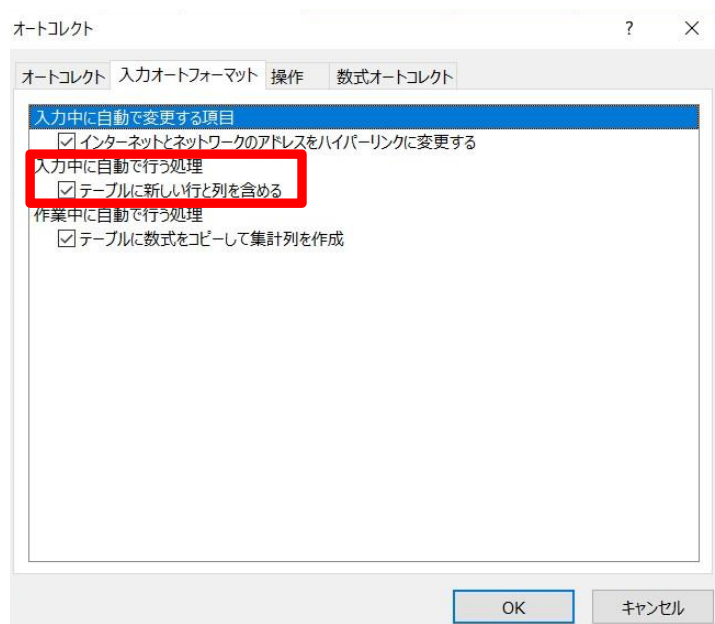 オートコレクト ?
オートコレクト 入力オートフォーマット 操作 数式オートコレクト
入力中に自動で変更する項目
インターネットとネットワークのアドレスをハイパーリンクに変更する
入力中に自動で行う処理
テーブルに新しい行と列を含める
作業中に自動で行う処理
テーブルに数式をコピーして集計列を作成
OK キャンセル